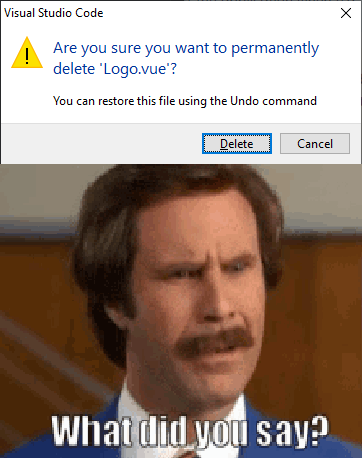 Visual Studio Code
Are you sure you want to permanently
delete 'Logo.vue'?
You can restore this file using the Undo command
Delete
Cancel
What did you say?